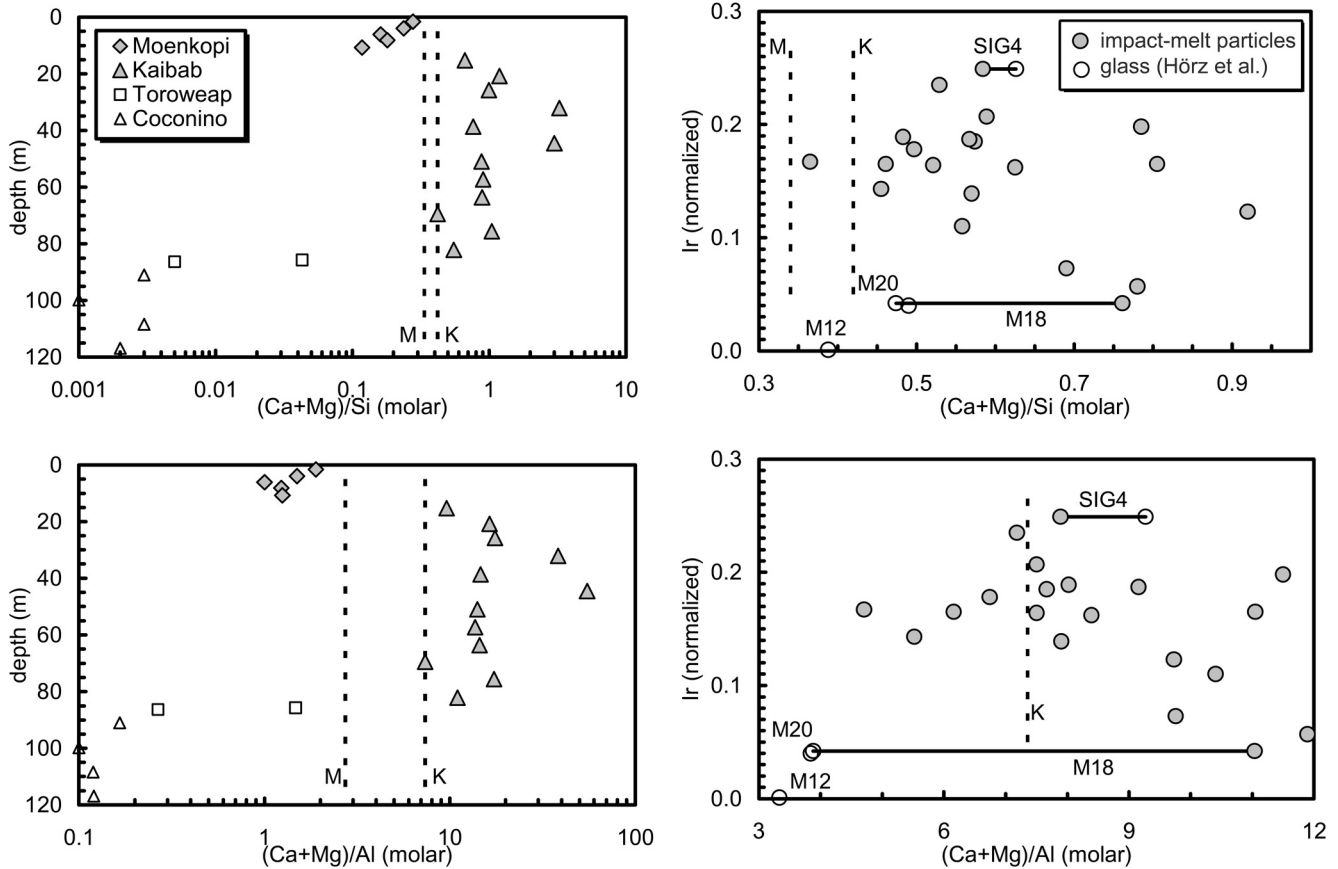 0
20
40
60
80
100
120
depth (m)
Moenkopi
Kaibab
Toroweap
Coconino
M
K
0.001
0.01
0.1
1
10
(Ca+Mg)/Si (molar)
0.3
0.2
0.1
0.0
Ir (normalized)
M
K
SIG4
impact-melt particles
glass (Hörz et al.)
M20
M12
M18
0.3
0.5
0.7
0.9
(Ca+Mg)/Si (molar)
0
20
40
60
80
100
120
depth (m)
M
K
0.1
1
10
100
(Ca+Mg)/Al (molar)
0.3
0.2
0.1
0.0
Ir (normalized)
SIG4
K
M20
M12
M18
3
6
9
12
(Ca+Mg)/Al (molar)